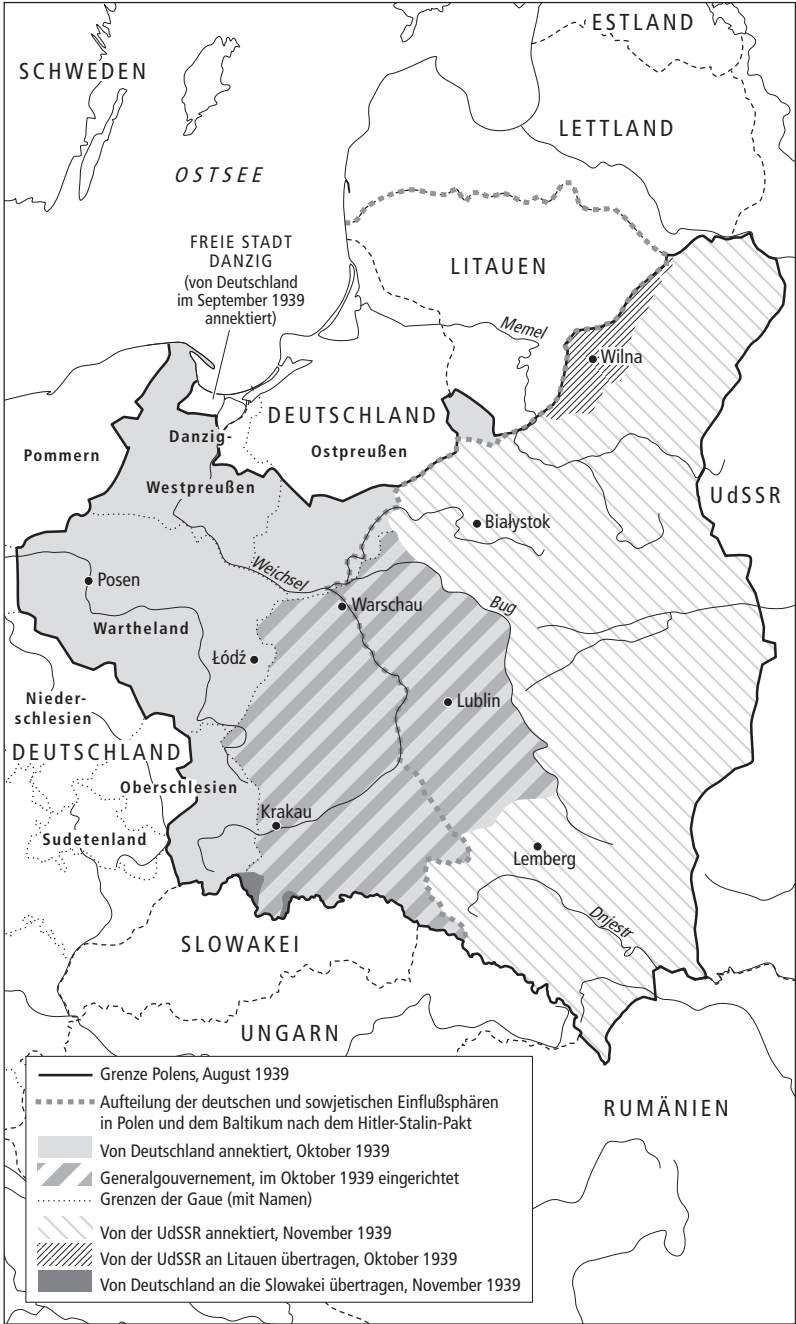 ESTLAND
SCHWEDEN
LETTLAND
OSTSEE
FREIE STADT
DANZIG
(von Deutschland
im September 1939
annektiert)
LITAUEN
Memel
Wilna
DEUTSCHLAND
Ostpreußen
Danzig-
Westpreußen
Pommern
UdSSR
Białystok
Weichsel
Posen
Warschau
Bug
Wartheland
Łódź
Lublin
Nieder-
schlesien
DEUTSCHLAND
Oberschlesien
Krakau
Sudetenland
Lemberg
Dnjestr
SLOWAKEI
UNGARN
RUMÄNIEN
Grenze Polens, August 1939
Aufteilung der deutschen und sowjetischen Einflußsphären
in Polen und dem Baltikum nach dem Hitler-Stalin-Pakt
Von Deutschland annektiert, Oktober 1939
Generalgouvernement, im Oktober 1939 eingerichtet
Grenzen der Gaue (mit Namen)
Von der UdSSR annektiert, November 1939
Von der UdSSR an Litauen übertragen, Oktober 1939
Von Deutschland an die Slowakei übertragen, November 1939